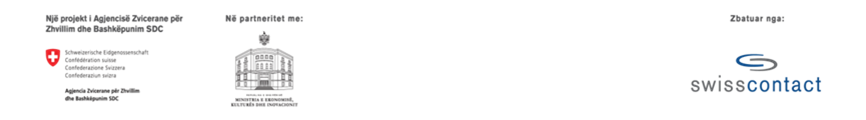 Një projekt i Agjencisë Zvicerane për
Zhvillim dhe Bashkëpunim SDC
Schweizerische Eidgenossenschaft
Confédération suisse
Confederazione Svizzera
Confederaziun svizra
Agjencia Zvicerane për Zhvillim
dhe Bashkëpunim SDC
Në partneritet me:
MINISTRIA E EKONOMISË,
KULTURËS DHE INOVACIONIT
Zbatuar nga:
swisscontact